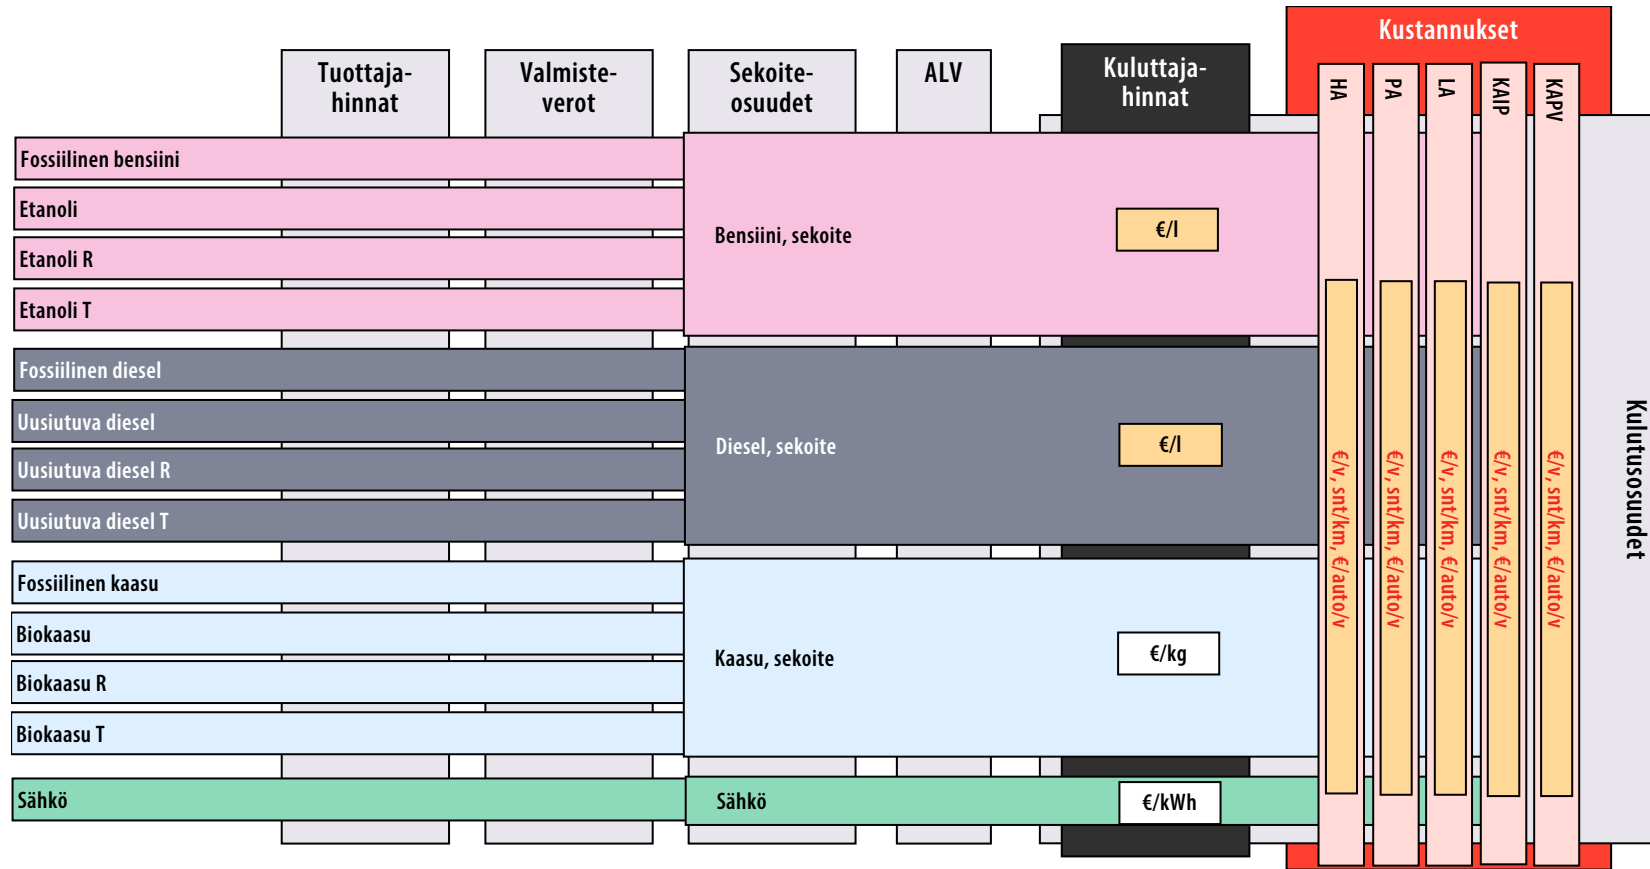 Kustannukset
Tuottaja-
hinnat
Valmiste-
verot
Sekoite-
osuudet
ALV
Kuluttaja-
hinnat
HA
PA
LA
KAIP
KAPV
Fossiilinen bensiini
Etanoli
Etanoli R
Etanoli T
Bensiini, sekoite
€/l
Fossiilinen diesel
Uusiutuva diesel
Uusiutuva diesel R
Uusiutuva diesel T
Diesel, sekoite
€/l
Fossiilinen kaasu
Biokaasu
Biokaasu R
Biokaasu T
Kaasu, sekoite
€/kg
Sähkö
Sähkö
€/kWh
€/v, snt/km, €/auto/v
€/v, snt/km, €/auto/v
€/v, snt/km, €/auto/v
€/v, snt/km, €/auto/v
€/v, snt/km, €/auto/v
Kulutusosuudet